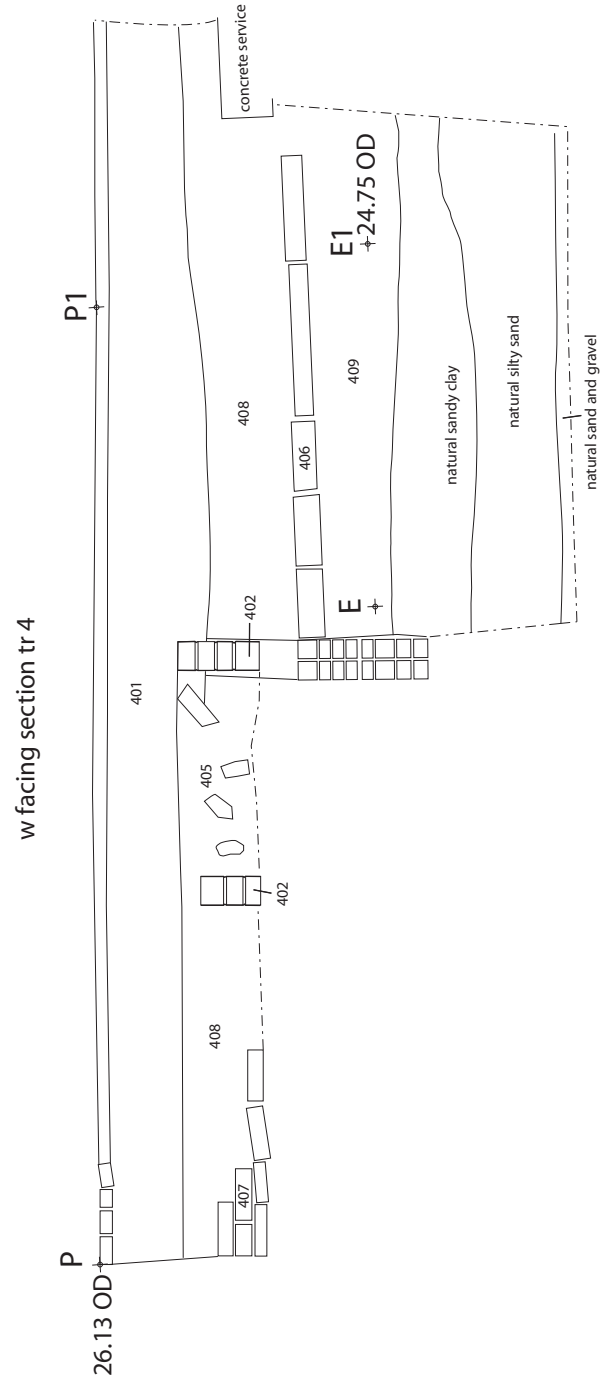 w facing section tr 4
P
26.13 OD
P1
401
concrete service
408
407
402
405
402
408
406
E
409
E1
24.75 OD
natural sandy clay
natural silty sand
natural sand and gravel